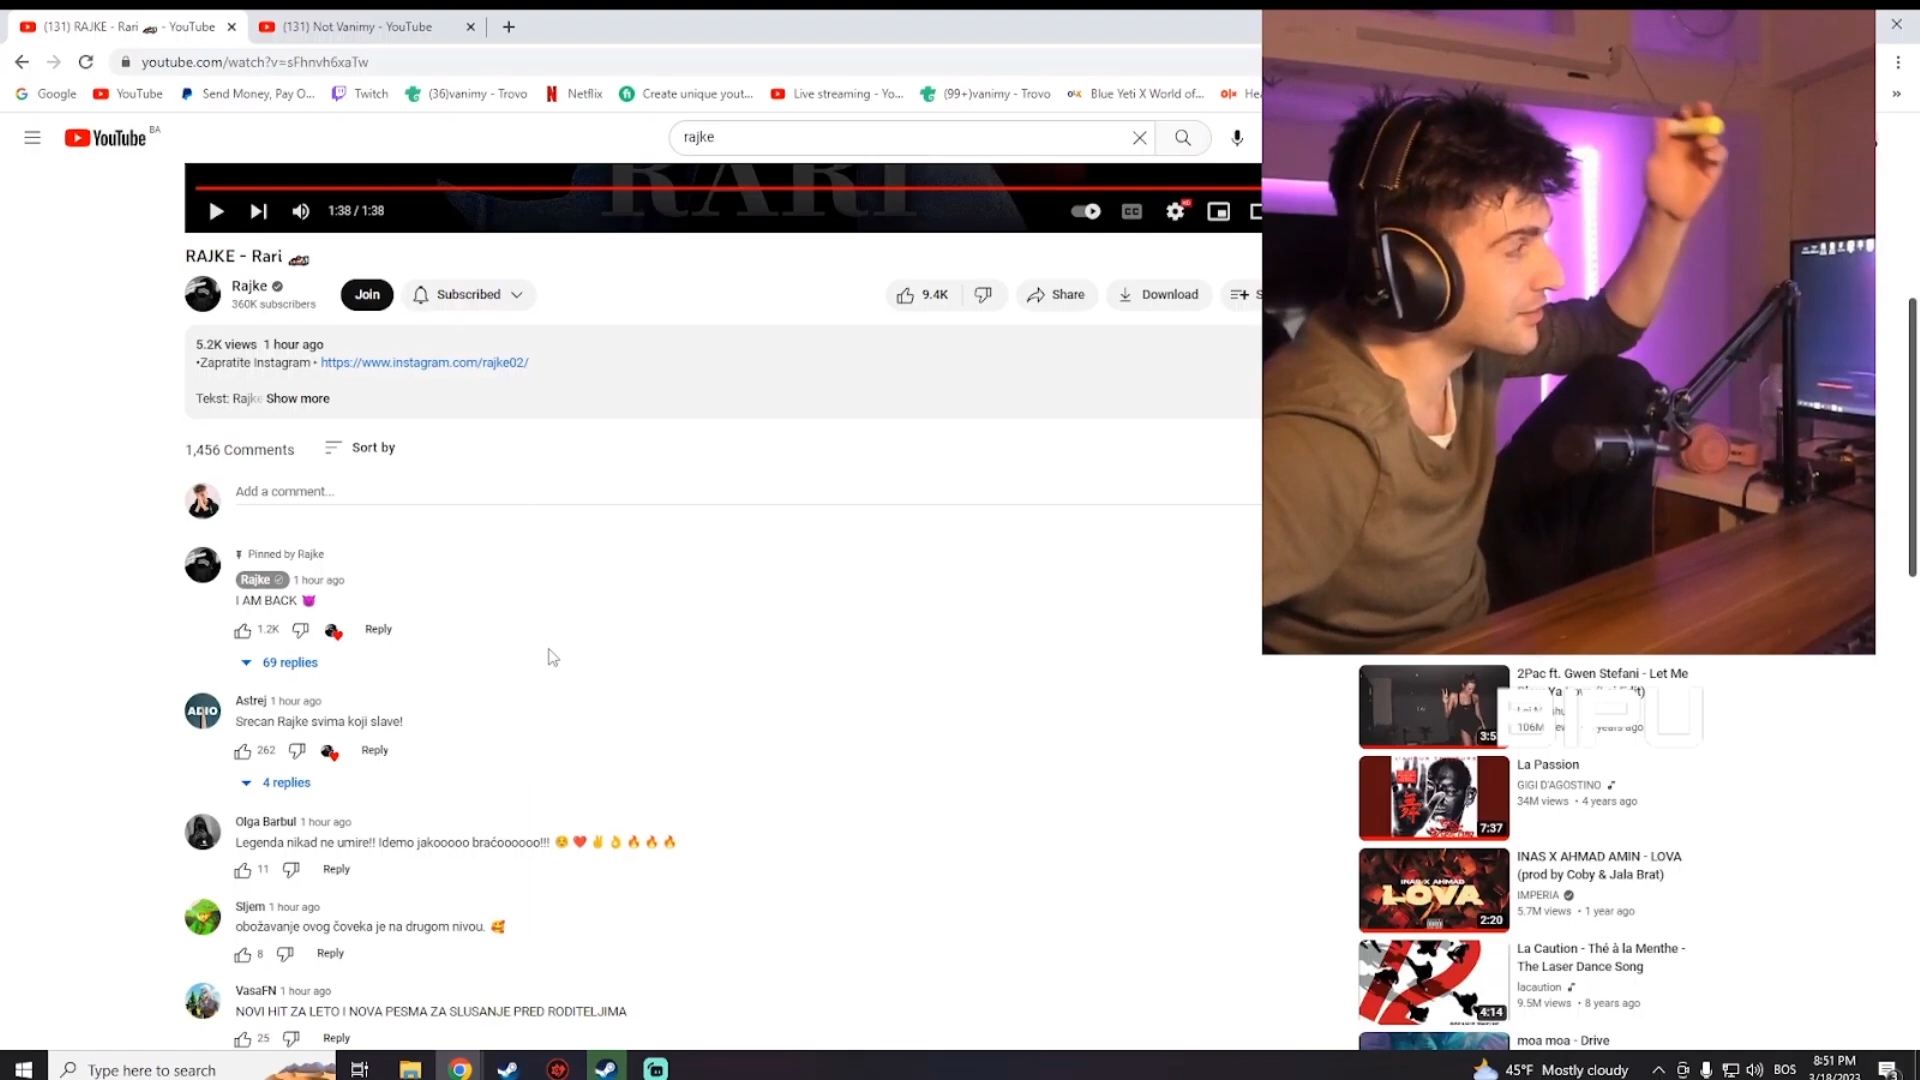 (131) RAJKE - Rari 🏎 - YouTube
(131) Not Vanimy - YouTube
youtube.com/watch?v=sFhnvh6xaTw
Google
YouTube
Send Money, Pay O...
Twitch
(36)vanimy - Trovo
Netflix
Create unique yout...
Live streaming - Yo...
(99+)vanimy - Trovo
Blue Yeti X World of...
YouTube BA
rajke
RARI
1:38 / 1:38
RAJKE - Rari 🏎
Rajke
360K subscribers
Join
Subscribed
9.4K
Share
Download
5.2K views 1 hour ago
•Zapratite Instagram • https://www.instagram.com/rajke02/
Tekst: Rajke Show more
1,456 Comments
Sort by
Add a comment...
Pinned by Rajke
Rajke 1 hour ago
I AM BACK 😈
1.2K
Reply
69 replies
Astrej 1 hour ago
Srecan Rajke svima koji slave!
262
Reply
4 replies
Olga Barbul 1 hour ago
Legenda nikad ne umire!! Idemo jakooooo braćoooooo!!! ☺️❤️✌️👌🔥🔥🔥
11
Reply
Sljem 1 hour ago
obožavanje ovog čoveka je na drugom nivou. 🥰
8
Reply
VasaFN 1 hour ago
NOVI HIT ZA LETO I NOVA PESMA ZA SLUSANJE PRED RODITELJIMA
25
Reply
2Pac ft. Gwen Stefani - Let Me
106M
La Passion
GIGI D'AGOSTINO
34M views • 4 years ago
7:37
INAS X AHMAD AMIN - LOVA
(prod by Coby & Jala Brat)
IMPERIA
5.7M views • 1 year ago
INAS X AHMAD
LOVA
2:20
La Caution - Thé à la Menthe -
The Laser Dance Song
lacaution
9.5M views • 8 years ago
4:14
moa moa - Drive
Type here to search
45°F Mostly cloudy
BOS
8:51 PM
3/18/2023